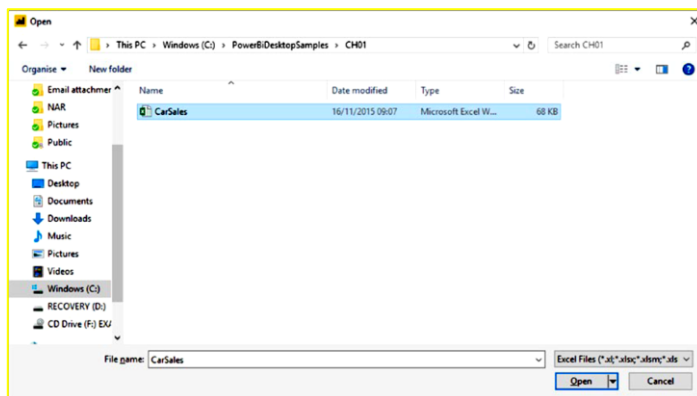 Open
This PC > Windows (C:) > PowerBiDesktopSamples > CH01
Search CH01
Organise
New folder
Name
Date modified
Type
Size
CarSales
16/11/2015 09:07
Microsoft Excel W...
68 KB
Email attachmer
NAR
Pictures
Public
This PC
Desktop
Documents
Downloads
Music
Pictures
Videos
Windows (C:)
RECOVERY (D:)
CD Drive (F:) EX/
File name:
CarSales
Excel Files (*.xl;*.xlsx;*.xlsm;*.xls
Open
Cancel